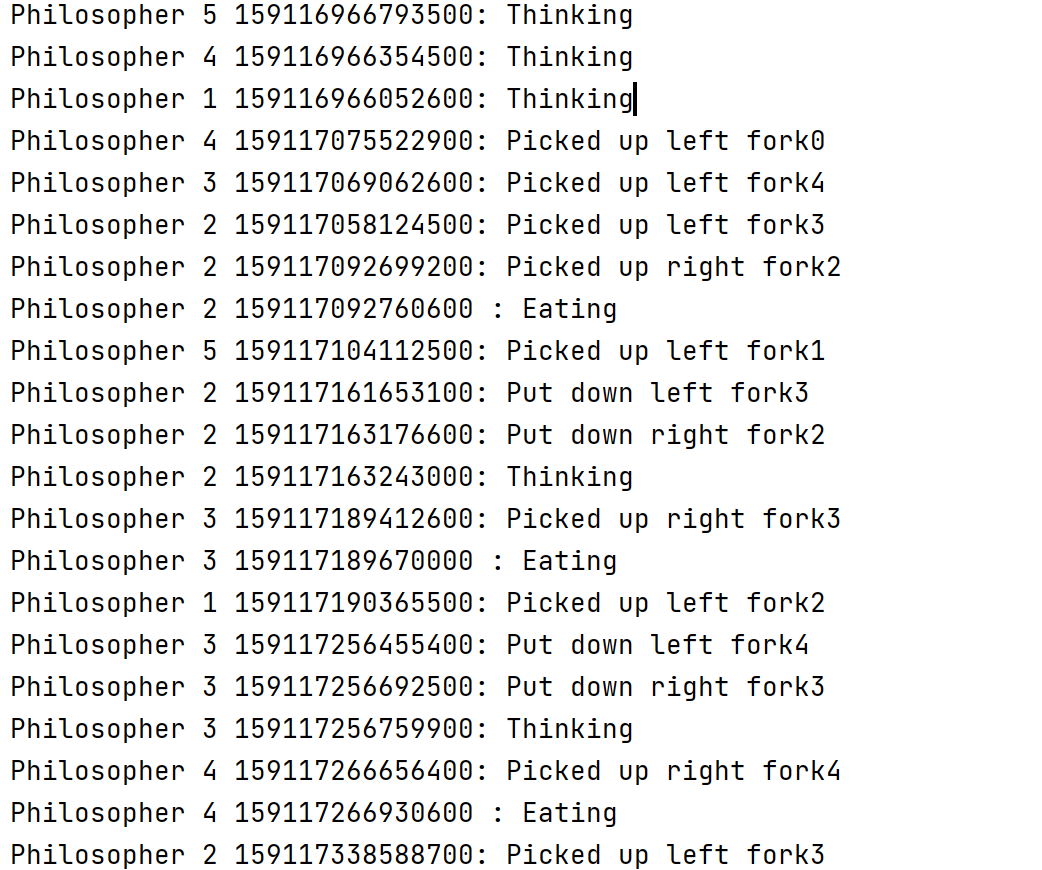 Philosopher 5 159116966793500: Thinking
Philosopher 4 159116966354500: Thinking
Philosopher 1 159116966052600: Thinking
Philosopher 4 159117075522900: Picked up left fork0
Philosopher 3 159117069062600: Picked up left fork4
Philosopher 2 159117058124500: Picked up left fork3
Philosopher 2 159117092699200: Picked up right fork2
Philosopher 2 159117092760600 : Eating
Philosopher 5 159117104112500: Picked up left fork1
Philosopher 2 159117161653100: Put down left fork3
Philosopher 2 159117163176600: Put down right fork2
Philosopher 2 159117163243000: Thinking
Philosopher 3 159117189412600: Picked up right fork3
Philosopher 3 159117189670000 : Eating
Philosopher 1 159117190365500: Picked up left fork2
Philosopher 3 159117256455400: Put down left fork4
Philosopher 3 159117256692500: Put down right fork3
Philosopher 3 159117256759900: Thinking
Philosopher 4 159117266656400: Picked up right fork4
Philosopher 4 159117266930600 : Eating
Philosopher 2 159117338588700: Picked up left fork3